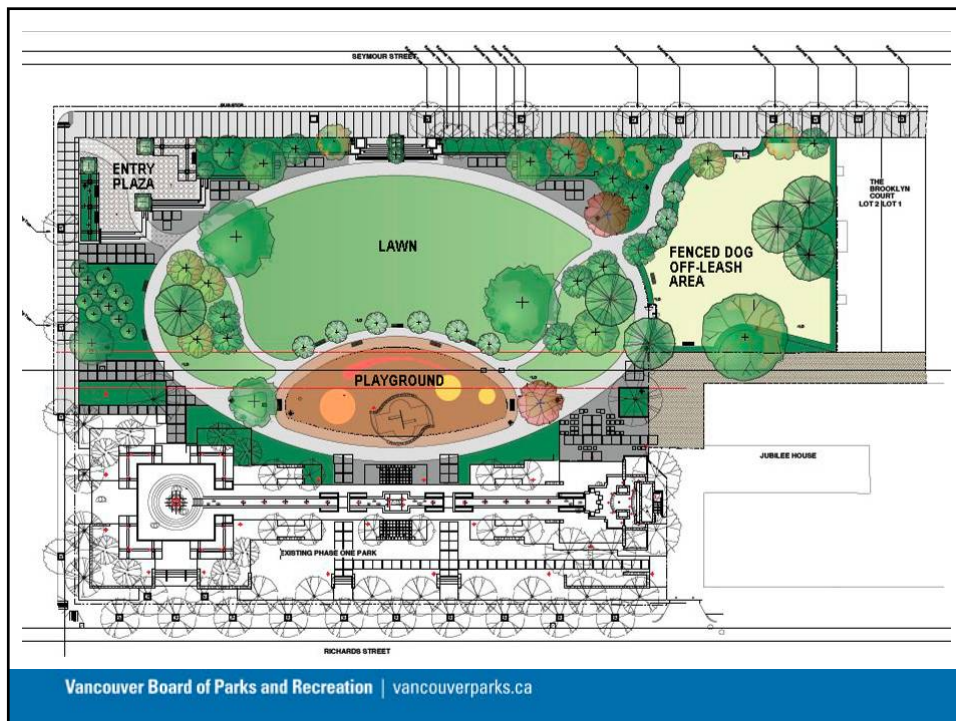 SEYMOUR STREET
ENTRY
PLAZA
LAWN
THE
BROOKLYN
COURT
LOT 2 LOT 1
FENCED DOG
OFF-LEASH
AREA
PLAYGROUND
JUBILEE HOUSE
EXISTING PHASE ONE PARK
RICHARDS STREET
Vancouver Board of Parks and Recreation | vancouverparks.ca